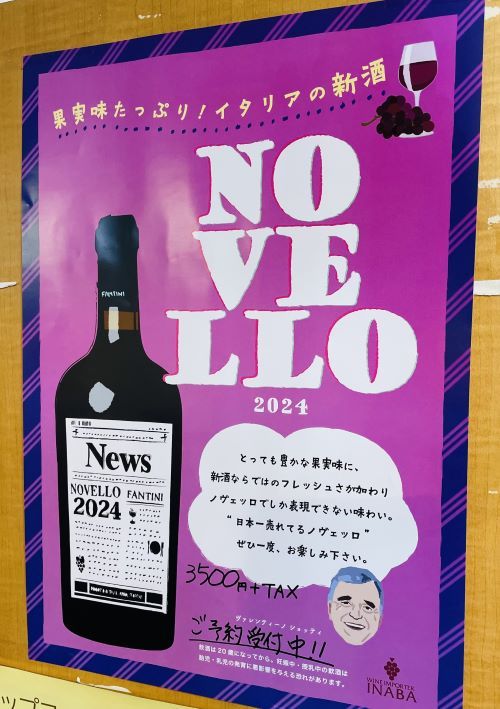 果実味たっぷり！イタリアの新酒
NO
VE
LLO
2024
FANTINI
News
NOVELLO FANTINI
2024
とっても豊かな果実味に、
新酒ならではのフレッシュさが加わり
ノヴェッロでしか表現できない味わい。
“日本一売れてるノヴェッロ”
ぜひ一度、お楽しみ下さい。
3500円+TAX
ヴァレンティーノ ショッティ
ご予約受付中!!
飲酒は20歳になってから。妊娠中・授乳中の飲酒は
胎児・乳児の発育に悪影響を与える恐れがあります。
WINE IMPORTER
INABA
ップ